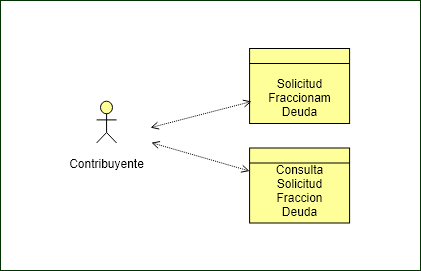 Solicitud
Fraccionam
Deuda
Contribuyente
Consulta
Solicitud
Fraccion
Deuda